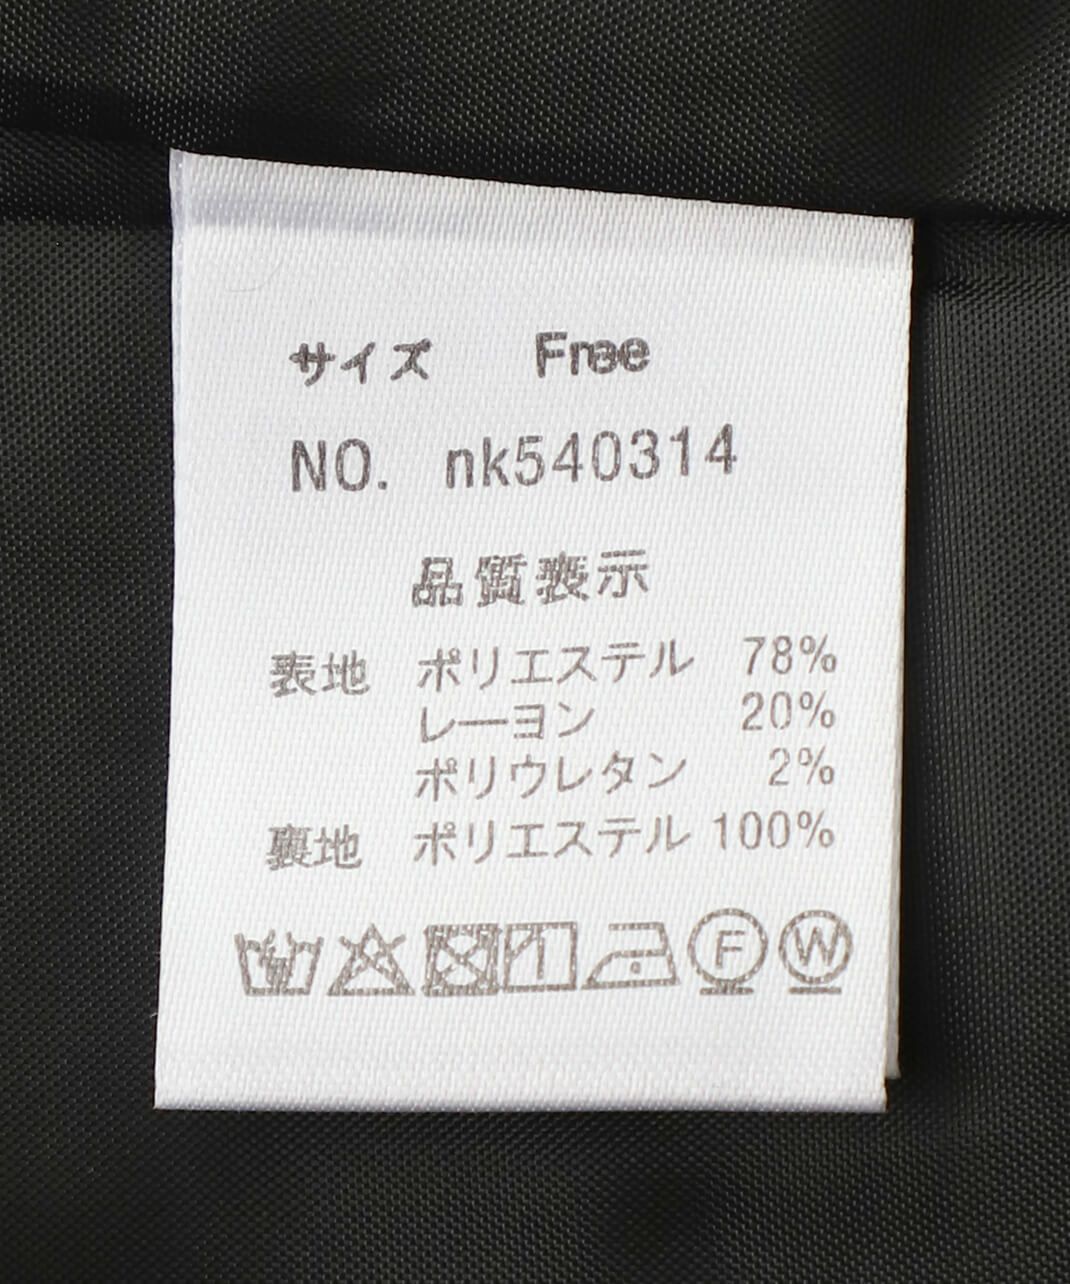 サイズ Free
NO. nk540314
品質表示
表地 ポリエステル 78%
レーヨン 20%
ポリウレタン 2%
裏地 ポリエステル 100%
F W